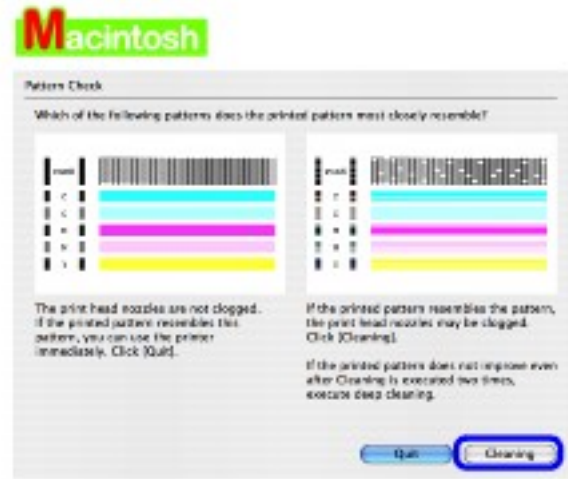 Macintosh
Pattern Check
Which of the following patterns does the printed pattern most closely resemble?
C
C
M
M
Y
The print head nozzles are not clogged.
If the printed pattern resembles this
pattern, you can use the printer
immediately. Click [Quit].
If the printed pattern resembles the pattern,
the print head nozzles may be clogged.
Click [Cleaning].
If the printed pattern does not improve even
after Cleaning is executed two times,
execute deep cleaning.
Quit
Cleaning